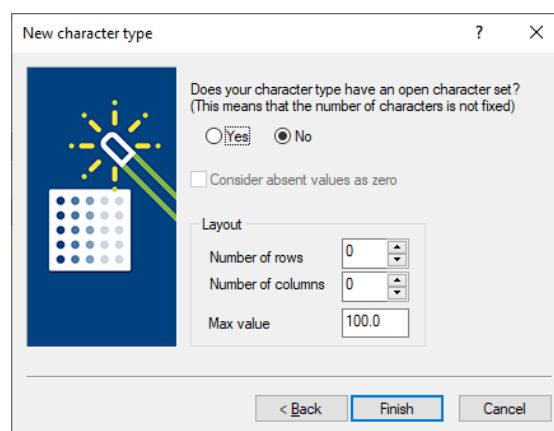 New character type
?
Does your character type have an open character set?
(This means that the number of characters is not fixed)
Yes No
Consider absent values as zero
Layout
Number of rows 0
Number of columns 0
Max value 100.0
< Back Finish Cancel